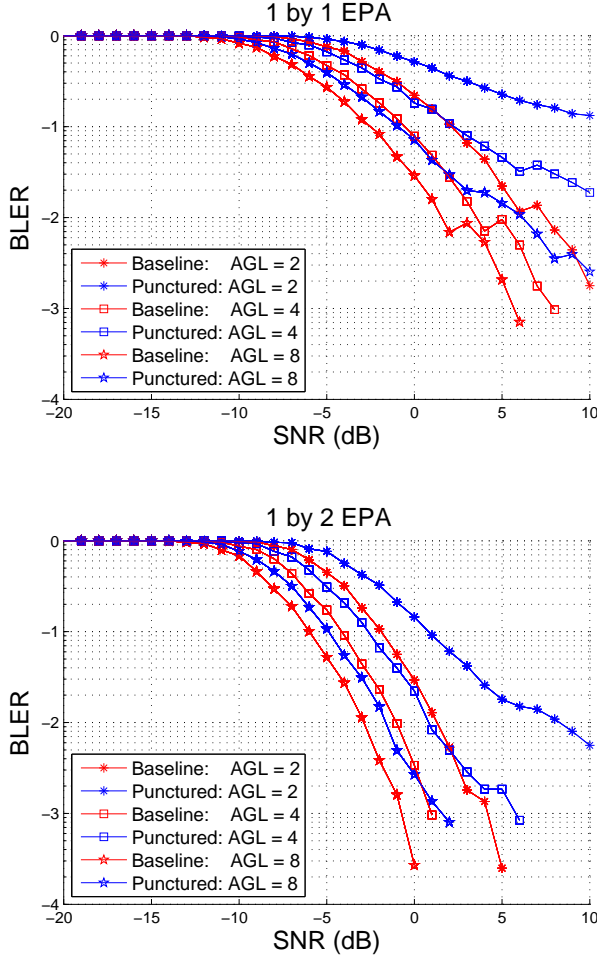 1 by 1 EPA
0
−1
−2
−3
−4
BLER
Baseline: AGL = 2
Punctured: AGL = 2
Baseline: AGL = 4
Punctured: AGL = 4
Baseline: AGL = 8
Punctured: AGL = 8
−20 −15 −10 −5 0 5 10
SNR (dB)
1 by 2 EPA
0
−1
−2
−3
−4
BLER
Baseline: AGL = 2
Punctured: AGL = 2
Baseline: AGL = 4
Punctured: AGL = 4
Baseline: AGL = 8
Punctured: AGL = 8
−20 −15 −10 −5 0 5 10
SNR (dB)